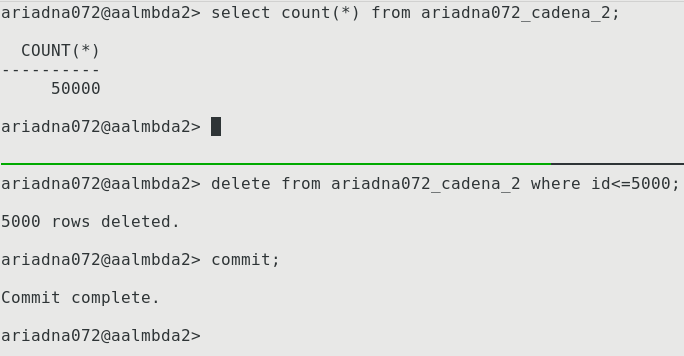 ariadna072@aalmbda2> select count(*) from ariadna072_cadena_2;
COUNT(*)
----------
50000
ariadna072@aalmbda2>
ariadna072@aalmbda2> delete from ariadna072_cadena_2 where id<=5000;
5000 rows deleted.
ariadna072@aalmbda2> commit;
Commit complete.
ariadna072@aalmbda2>